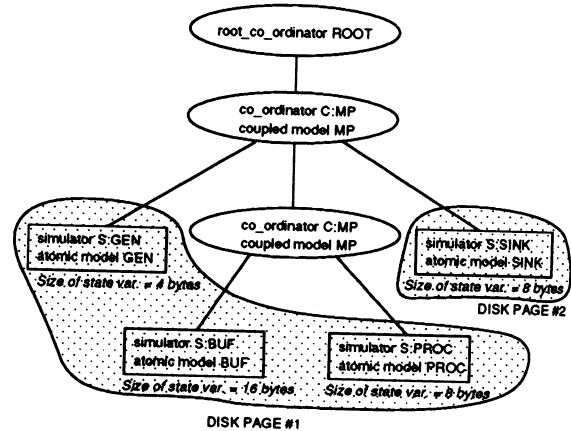 root_co_ordinator ROOT
co_ordinator C:MP
coupled model MP
simulator S:GEN
atomic model GEN
Size of state var. = 4 bytes
co_ordinator C:MP
coupled model MP
simulator S:SINK
atomic model SINK
Size of state var. = 8 bytes
DISK PAGE #2
simulator S:BUF
atomic model BUF
Size of state var. = 16 bytes
simulator S:PROC
atomic model PROC
Size of state var. = 8 bytes
DISK PAGE #1